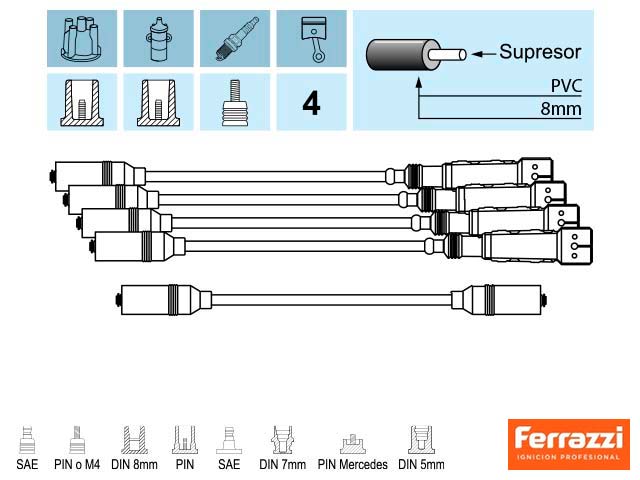 Supresor
PVC
4
8mm
SAE PIN o M4 DIN 8mm PIN SAE DIN 7mm PIN Mercedes DIN 5mm
Ferrazzi
IGNICION PROFESIONAL